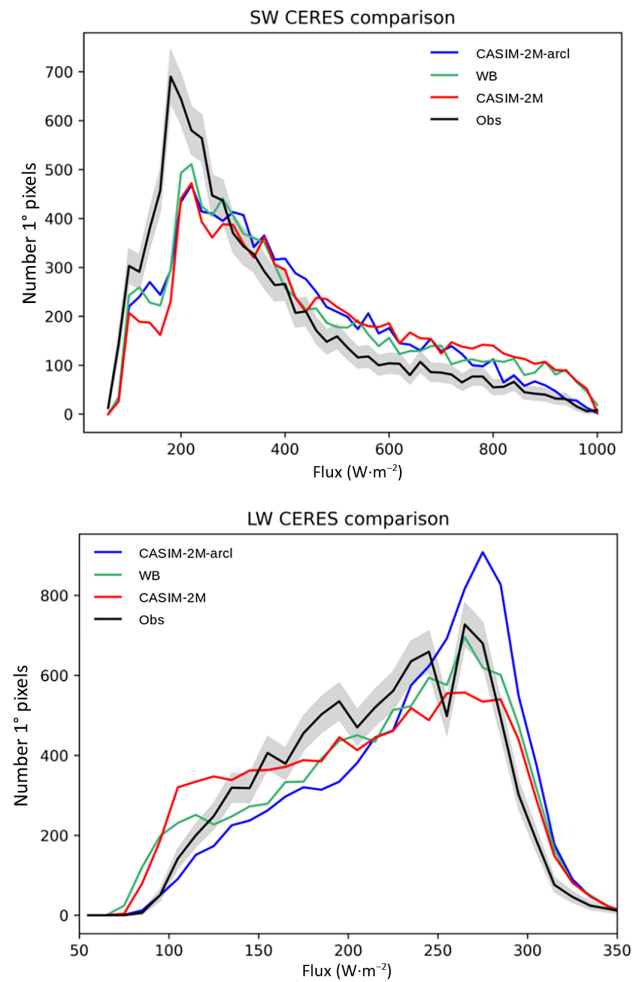 SW CERES comparison
700
600
500
400
300
200
100
0
Number 1° pixels
CASIM-2M-arcl
WB
CASIM-2M
Obs
200
400
600
800
1000
Flux (W·m⁻²)
LW CERES comparison
800
600
400
200
0
Number 1° pixels
CASIM-2M-arcl
WB
CASIM-2M
Obs
50
100
150
200
250
300
350
Flux (W·m⁻²)